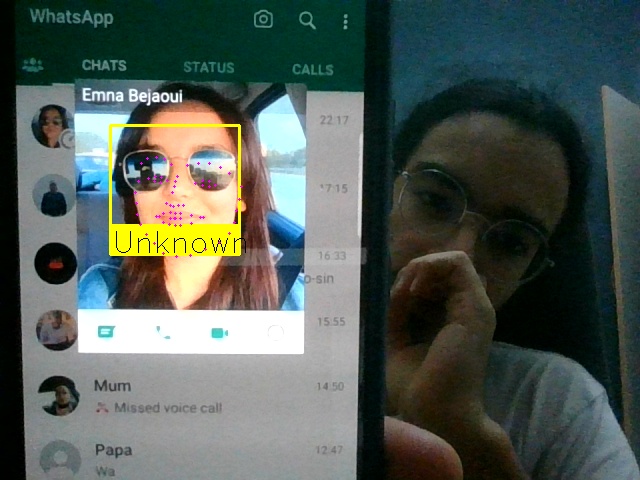 WhatsApp
CHATS
STATUS
CALLS
Emna Bejaoui
22:17
17:15
Unknown
16:33
o-sin
15:55
Mum
14:50
Missed voice call
Papa
12:47
Wa